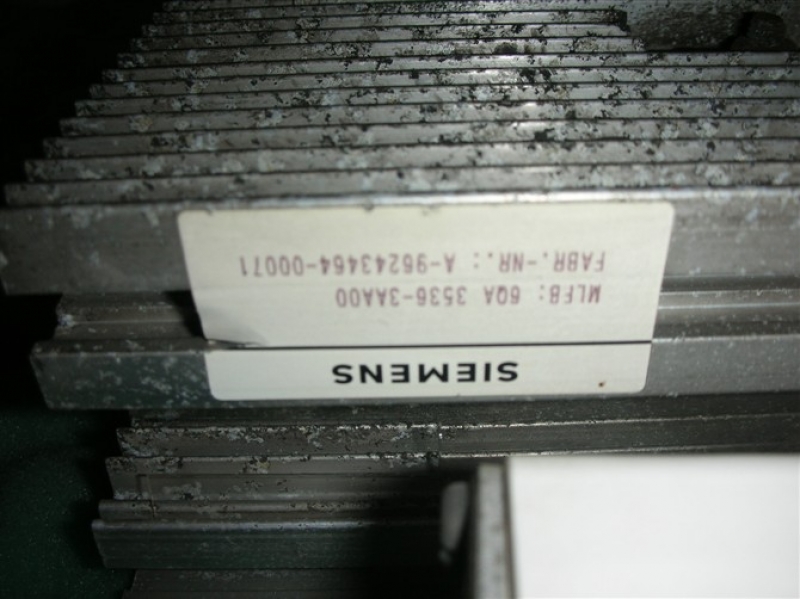 SIEMENS
MLFB: 6QA 3536-3AA00
FABR.-NR.: A-96243464-00071